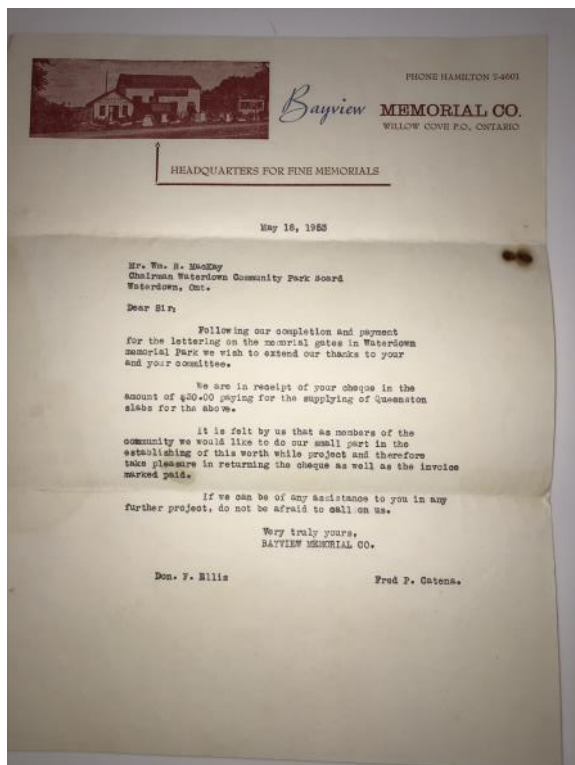 PHONE HAMILTON 7-4601
Bayview MEMORIAL CO.
WILLOW COVE P.O., ONTARIO
HEADQUARTERS FOR FINE MEMORIALS
May 18, 1953
Mr. Wm. R. MacKay
Chairman Waterdown Community Park Board
Waterdown, Ont.
Dear Sir;
Following our completion and payment
for the lettering on the memorial gates in Waterdown
memorial Park we wish to extend our thanks to your
and your committee.
We are in receipt of your cheque in the
amount of $30.00 paying for the supplying of Queenston
slabs for the above.
It is felt by us that as members of the
community we would like to do our small part in the
establishing of this worth while project and therefore
take pleasure in returning the cheque as well as the invoice
marked paid.
If we can be of any assistance to you in any
further project, do not be afraid to call on us.
Very truly yours,
BAYVIEW MEMORIAL CO.
Don. F. Ellis
Fred P. Catena.